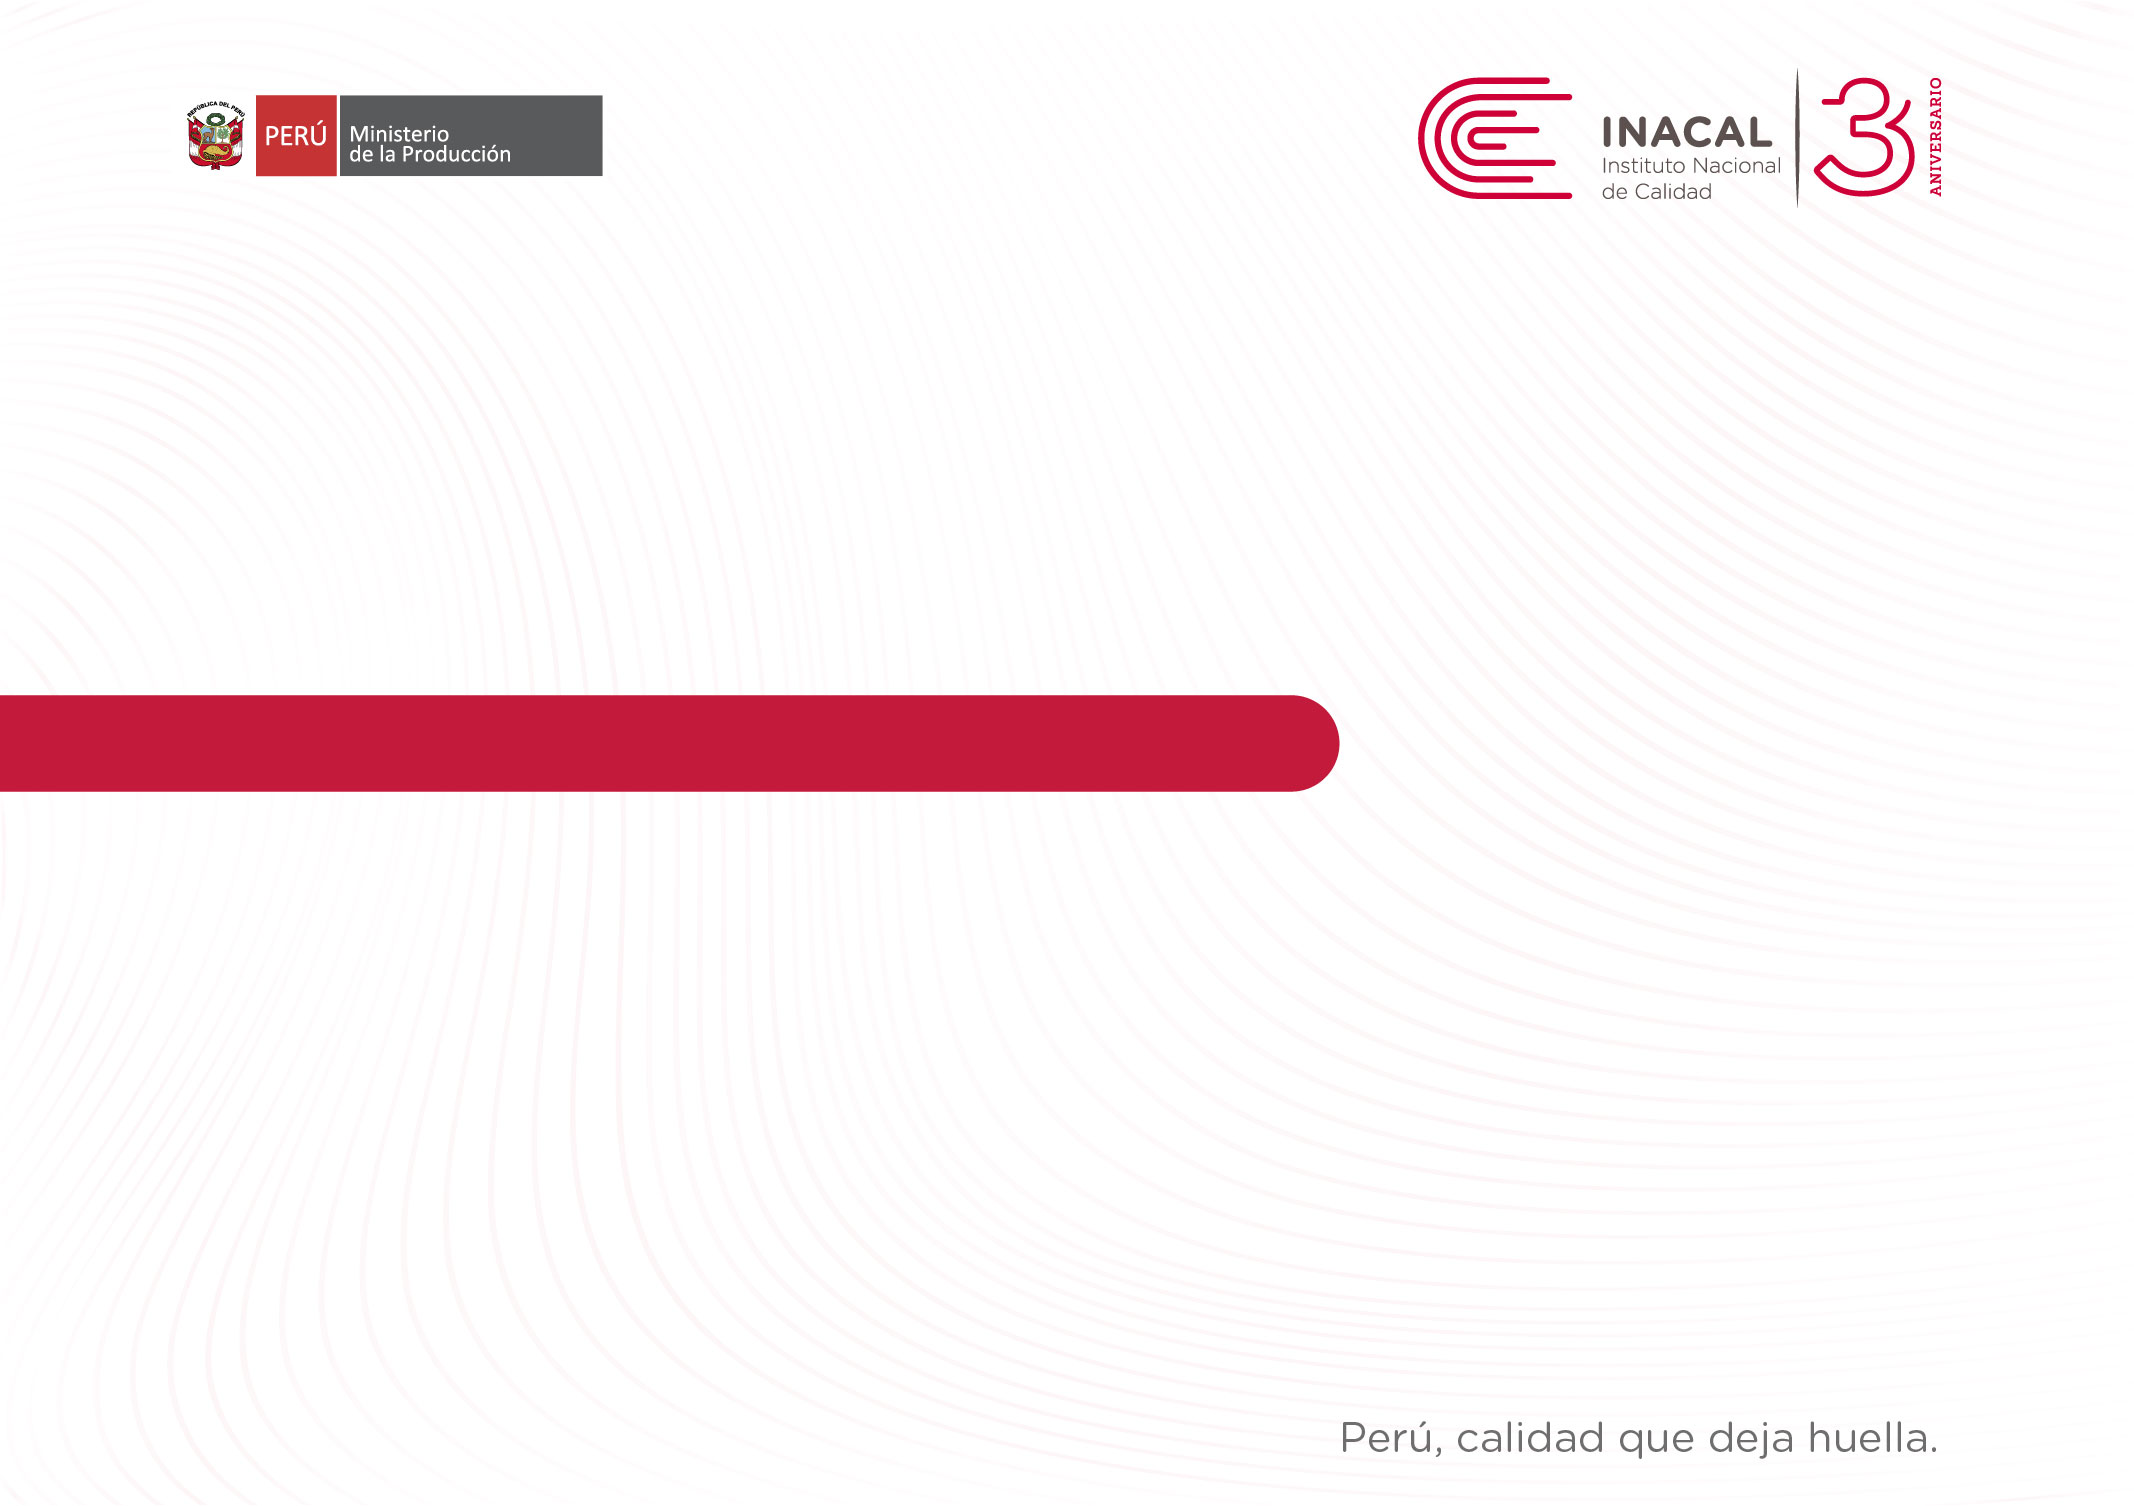 REPÚBLICA DEL PERÚ
PERÚ
Ministerio
de la Producción
INACAL
Instituto Nacional
de Calidad
3
ANIVERSARIO
Perú, calidad que deja huella.